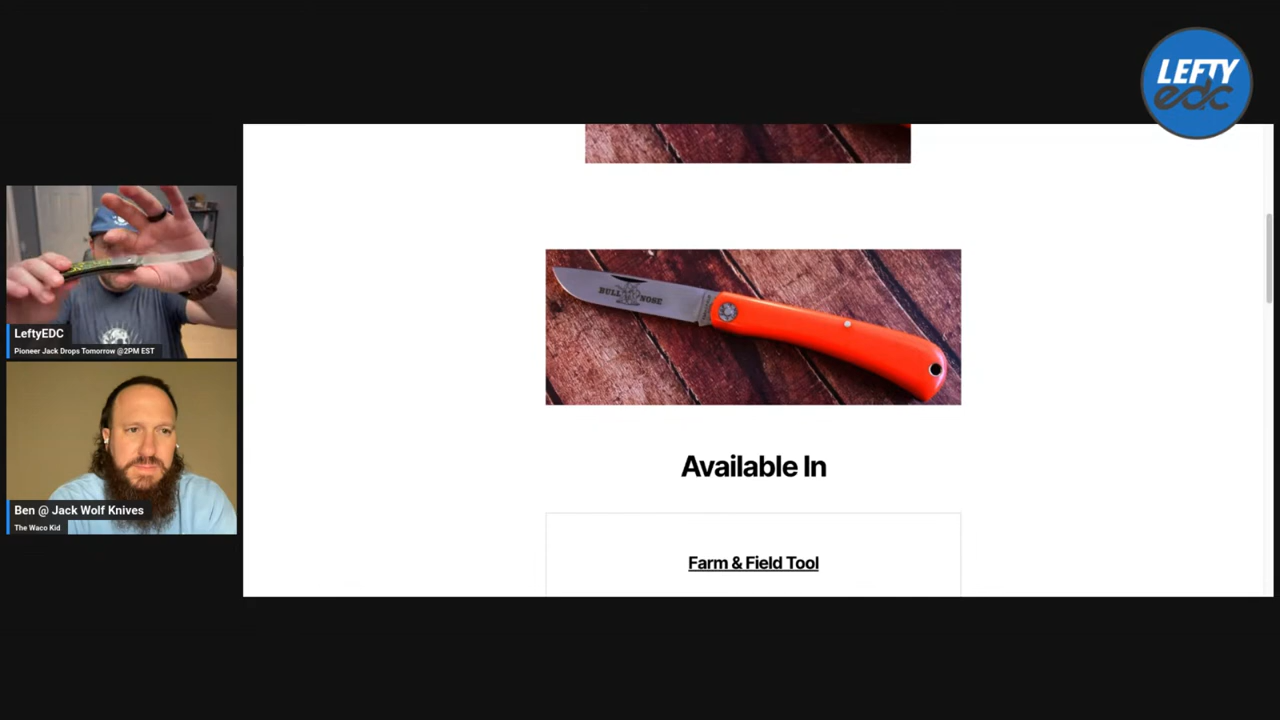 LEFTY
edc
LeftyEDC
Pioneer Jack Drops Tomorrow @2PM EST
Ben @ Jack Wolf Knives
The Waco Kid
BULL NOSE
Available In
Farm & Field Tool